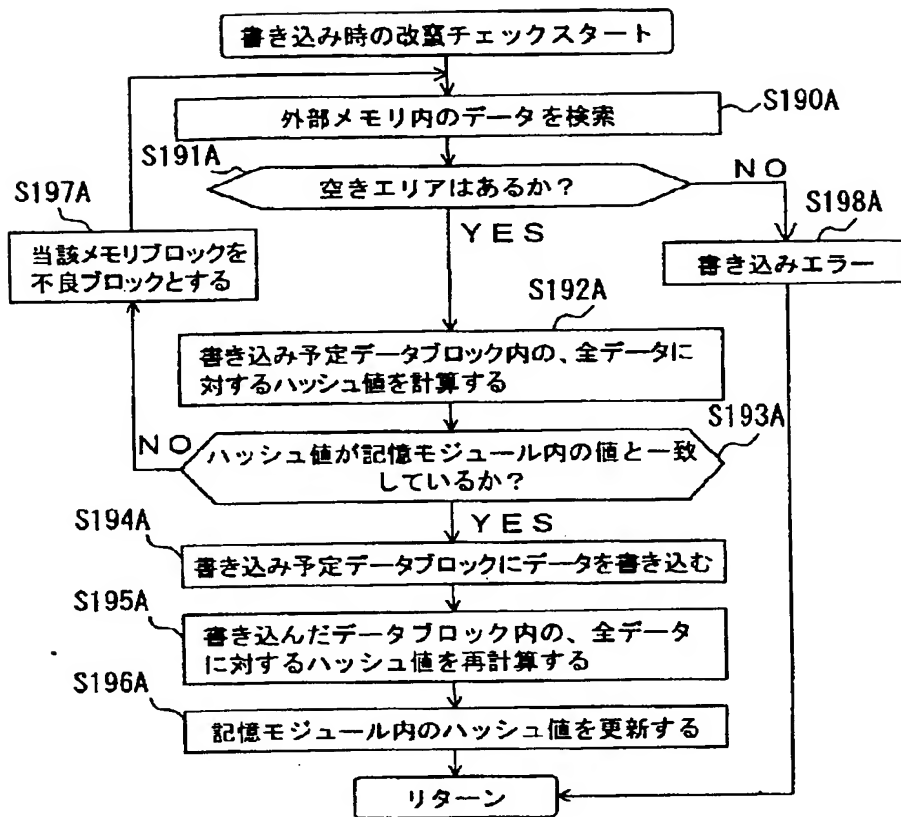 書き込み時の改竄チェックスタート
S190A
外部メモリ内のデータを検索
S191A
空きエリアはあるか？
NO
S197A
S198A
当該メモリブロックを
不良ブロックとする
YES
書き込みエラー
S192A
書き込み予定データブロック内の、全データに
対するハッシュ値を計算する
S193A
NO
ハッシュ値が記憶モジュール内の値と一致
しているか？
YES
S194A
書き込み予定データブロックにデータを書き込む
S195A
書き込んだデータブロック内の、全データ
に対するハッシュ値を再計算する
S196A
記憶モジュール内のハッシュ値を更新する
リターン